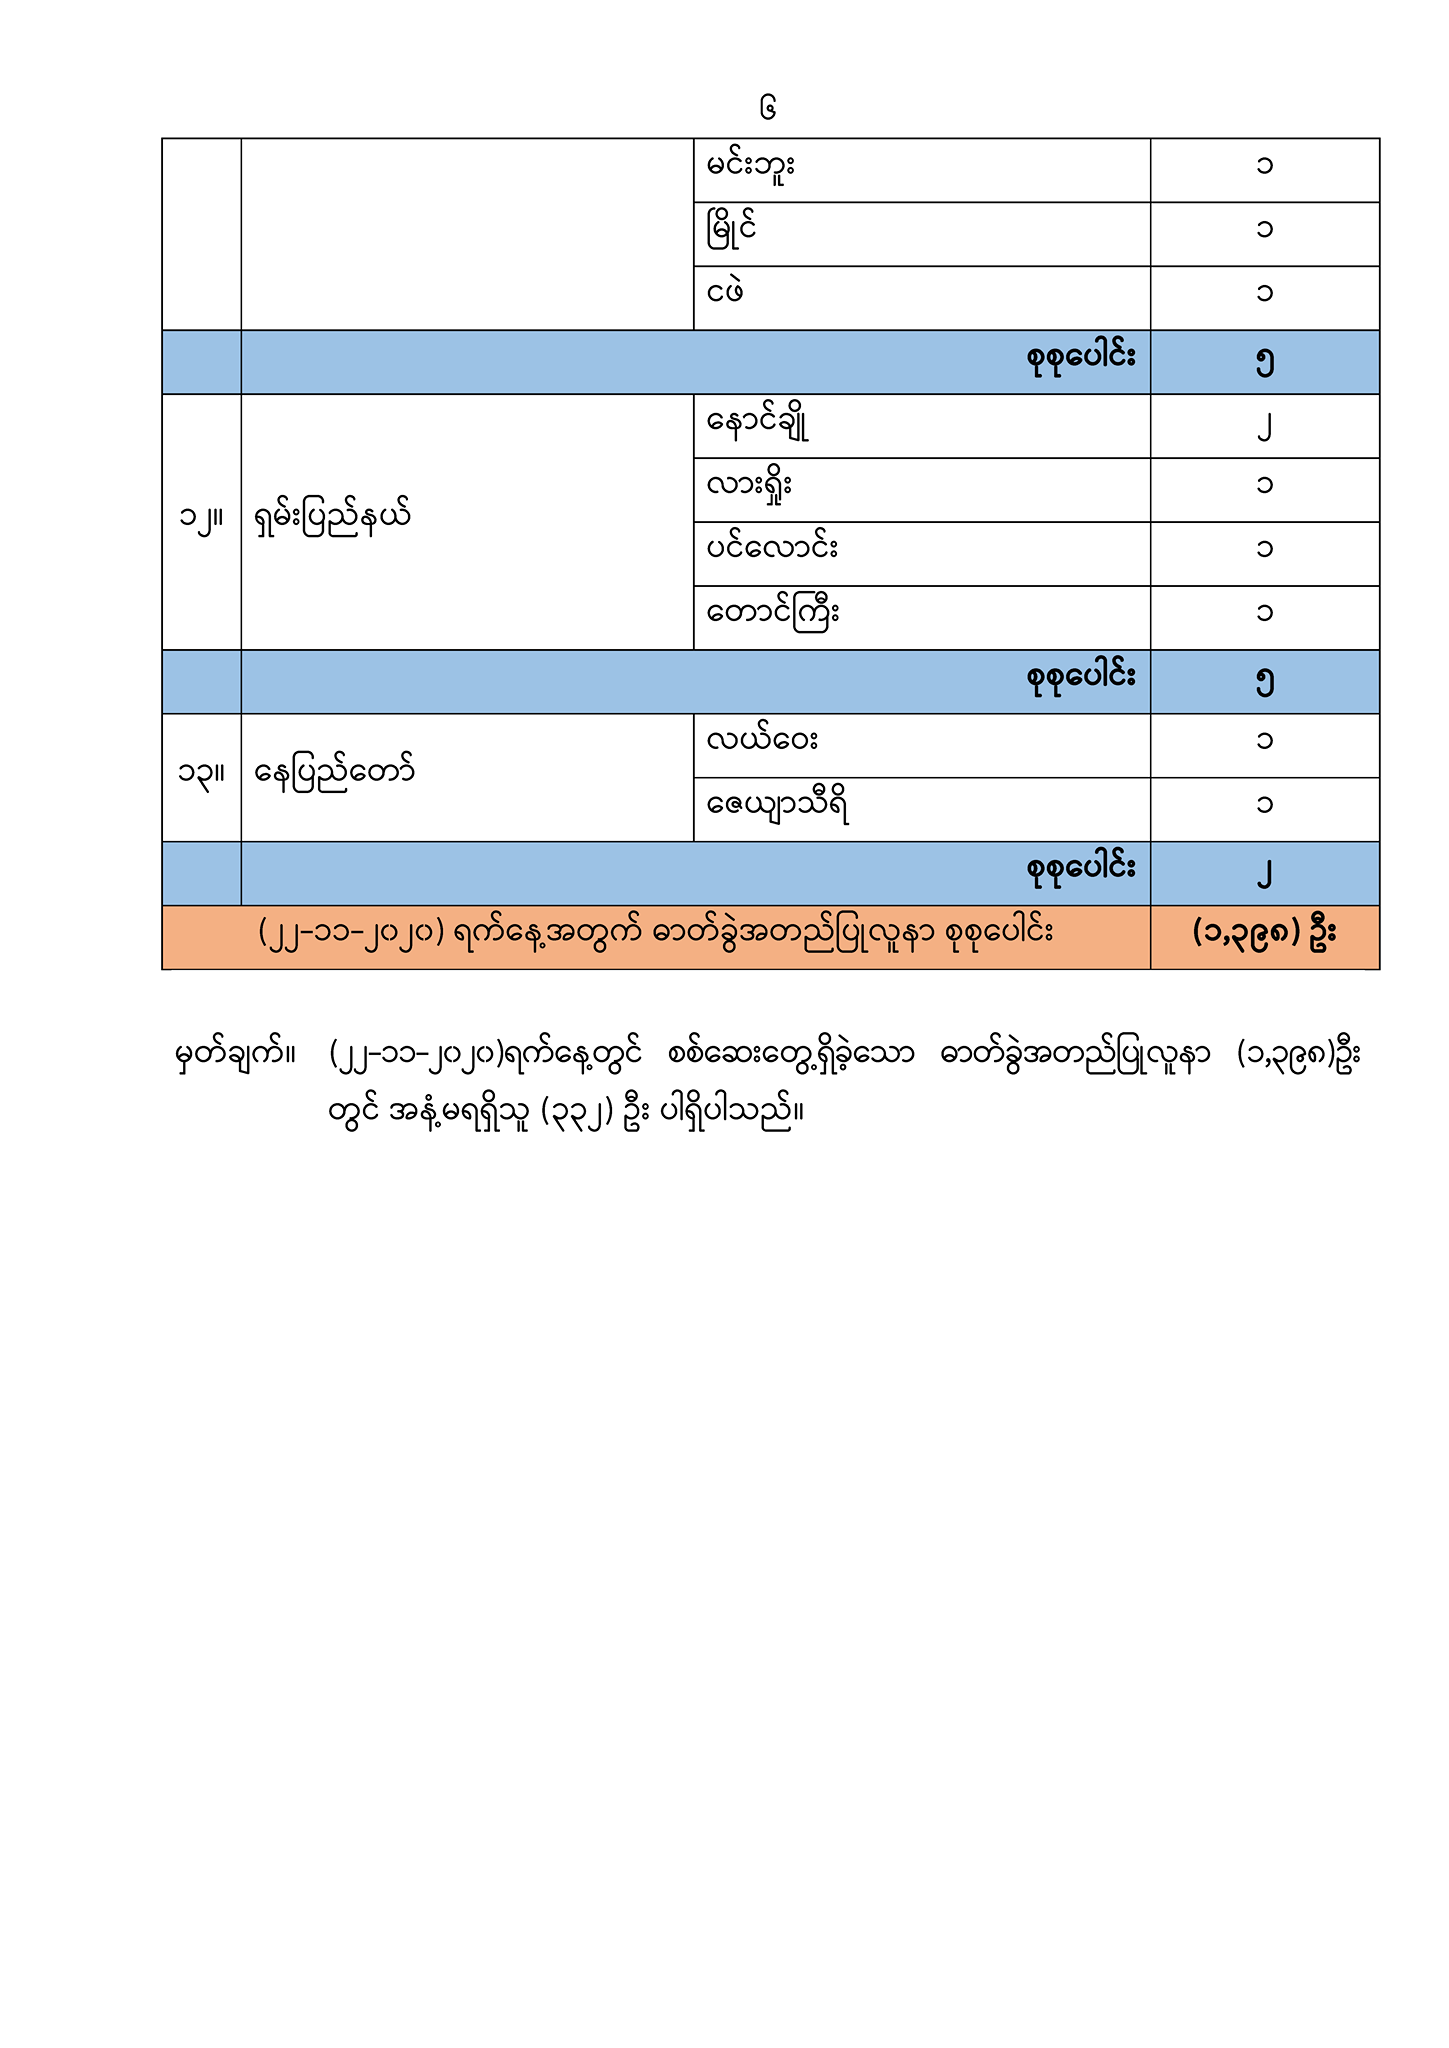 ၆
မင်းဘူး ၁
မြိုင် ၁
ငဖဲ ၁
စုစုပေါင်း ၅
၁၂။ ရှမ်းပြည်နယ်
နောင်ချို ၂
လားရှိုး ၁
ပင်လောင်း ၁
တောင်ကြီး ၁
စုစုပေါင်း ၅
၁၃။ နေပြည်တော်
လယ်ဝေး ၁
ဇေယျာသီရိ ၁
စုစုပေါင်း ၂
(၂၂-၁၁-၂၀၂၀) ရက်နေ့အတွက် ဓာတ်ခွဲအတည်ပြုလူနာ စုစုပေါင်း (၁,၃၉၈) ဦး
မှတ်ချက်။ (၂၂-၁၁-၂၀၂၀)ရက်နေ့တွင် စစ်ဆေးတွေ့ရှိခဲ့သော ဓာတ်ခွဲအတည်ပြုလူနာ (၁,၃၉၈)ဦး
တွင် အနံ့မရရှိသူ (၃၃၂) ဦး ပါရှိပါသည်။